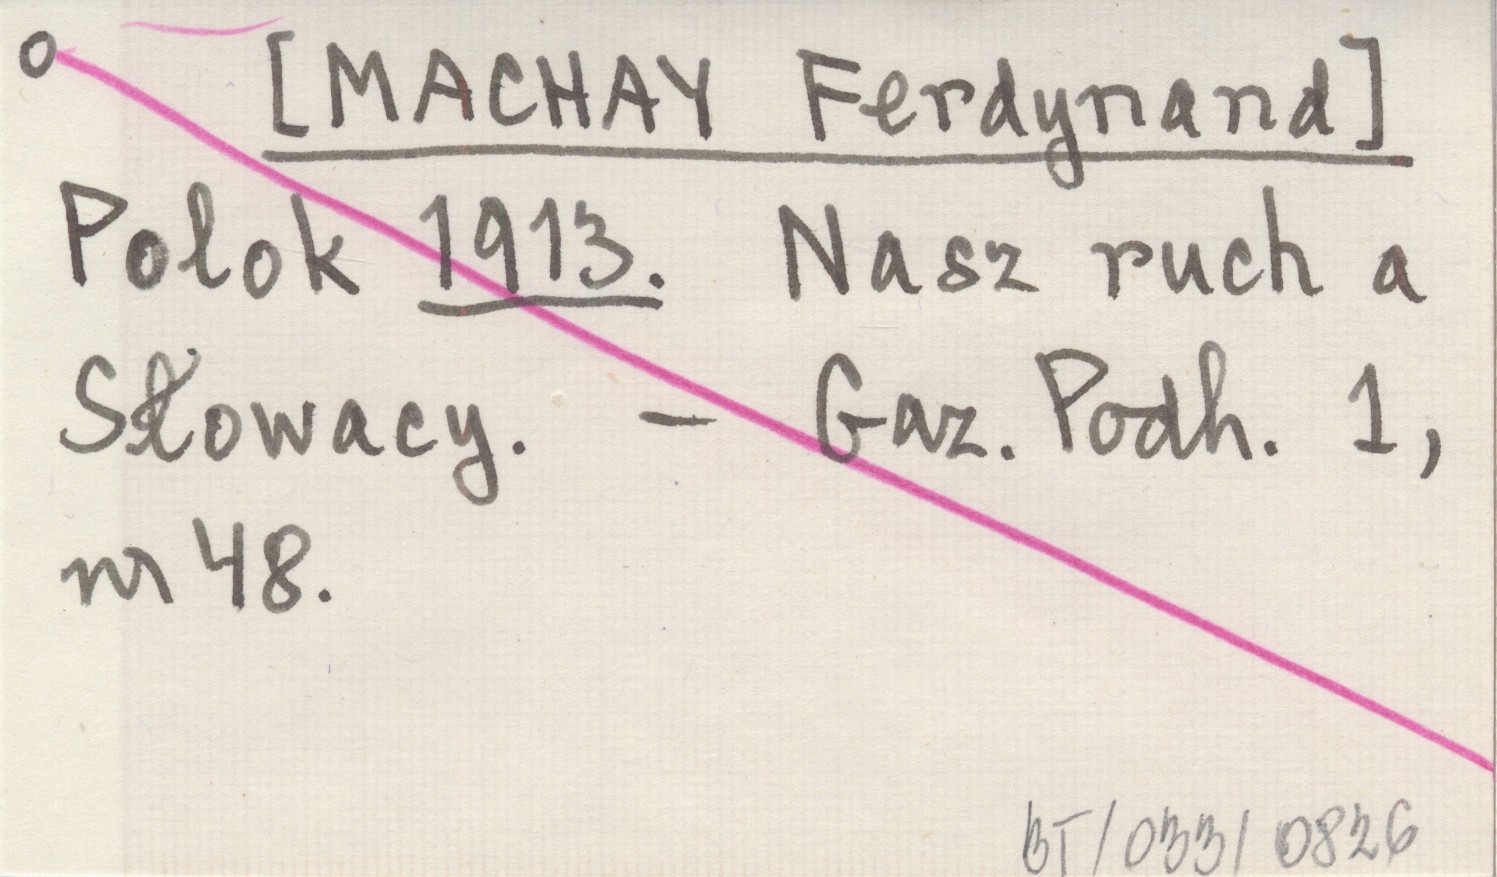 o [MACHAY Ferdynand]
Polok 1913. Nasz ruch a
Słowacy. – Gaz. Podh. 1,
nr 48.
BT/033/0826